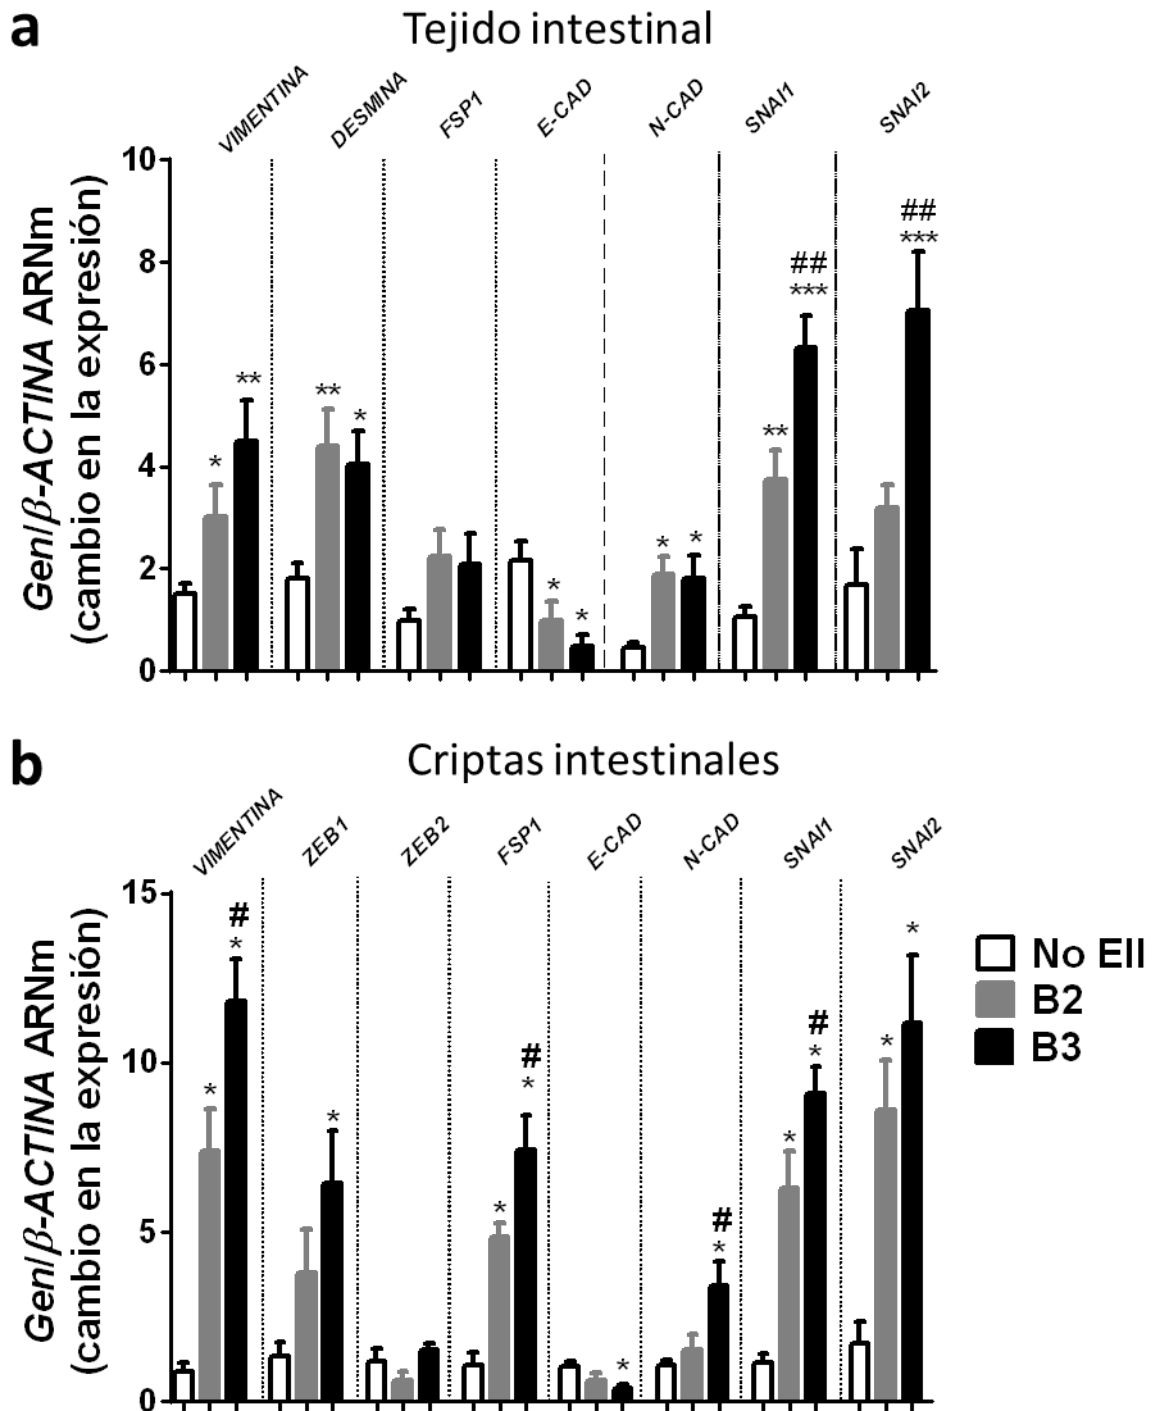 a
Tejido intestinal
VIMENTINA DESMINA FSP1 E-CAD N-CAD SNAI1 SNAI2
Gen/β-ACTINA ARNm
(cambio en la expresión)
10
8
6
4
2
0
* **
** *
* *
* *
** ***
##
***
##
b
Criptas intestinales
VIMENTINA ZEB1 ZEB2 FSP1 E-CAD N-CAD SNAI1 SNAI2
Gen/β-ACTINA ARNm
(cambio en la expresión)
15
10
5
0
* *
#
*
* *
#
*
*
#
* *
#
* *
No EII
B2
B3